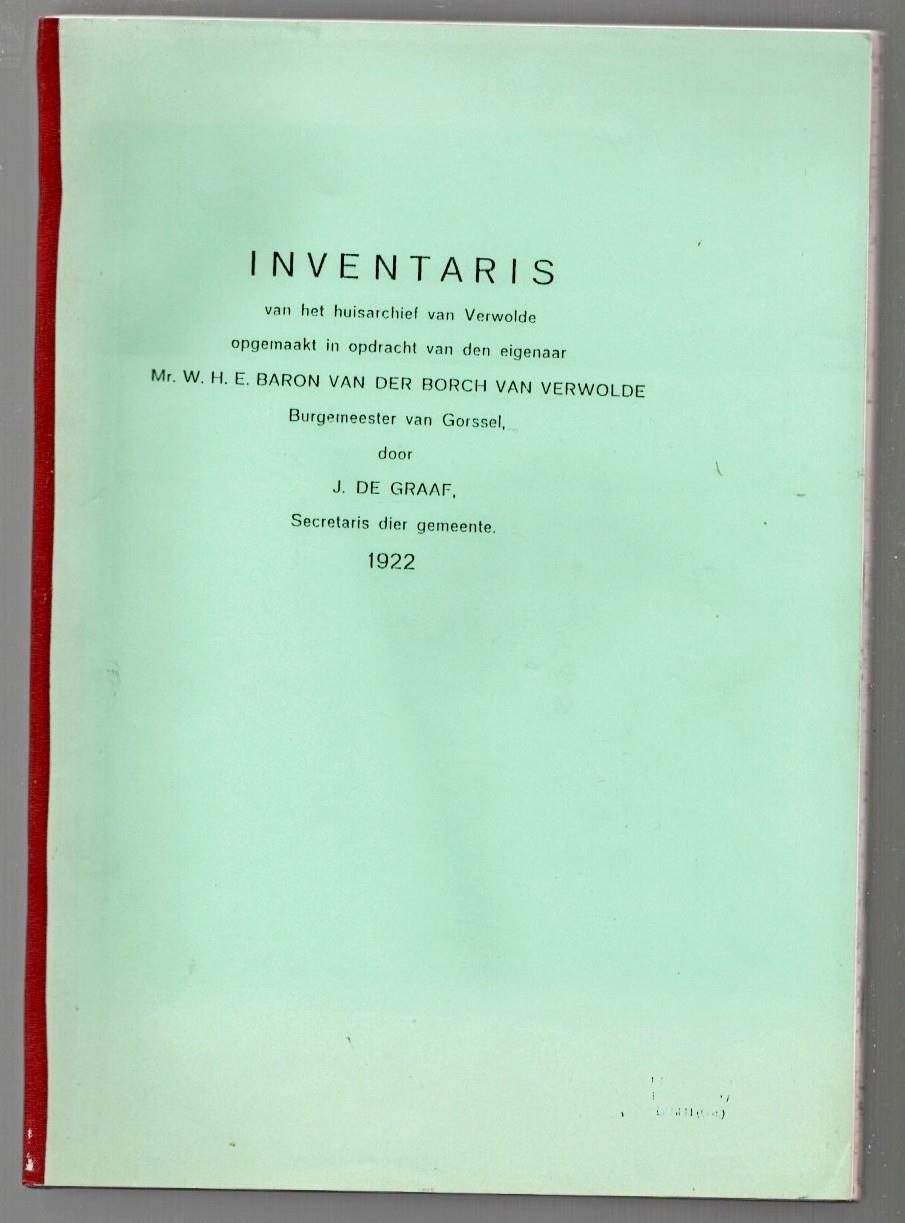 INVENTARIS
van het huisarchief van Verwolde
opgemaakt in opdracht van den eigenaar
Mr. W. H. E. BARON VAN DER BORCH VAN VERWOLDE
Burgemeester van Gorssel,
door
J. DE GRAAF,
Secretaris dier gemeente.
1922